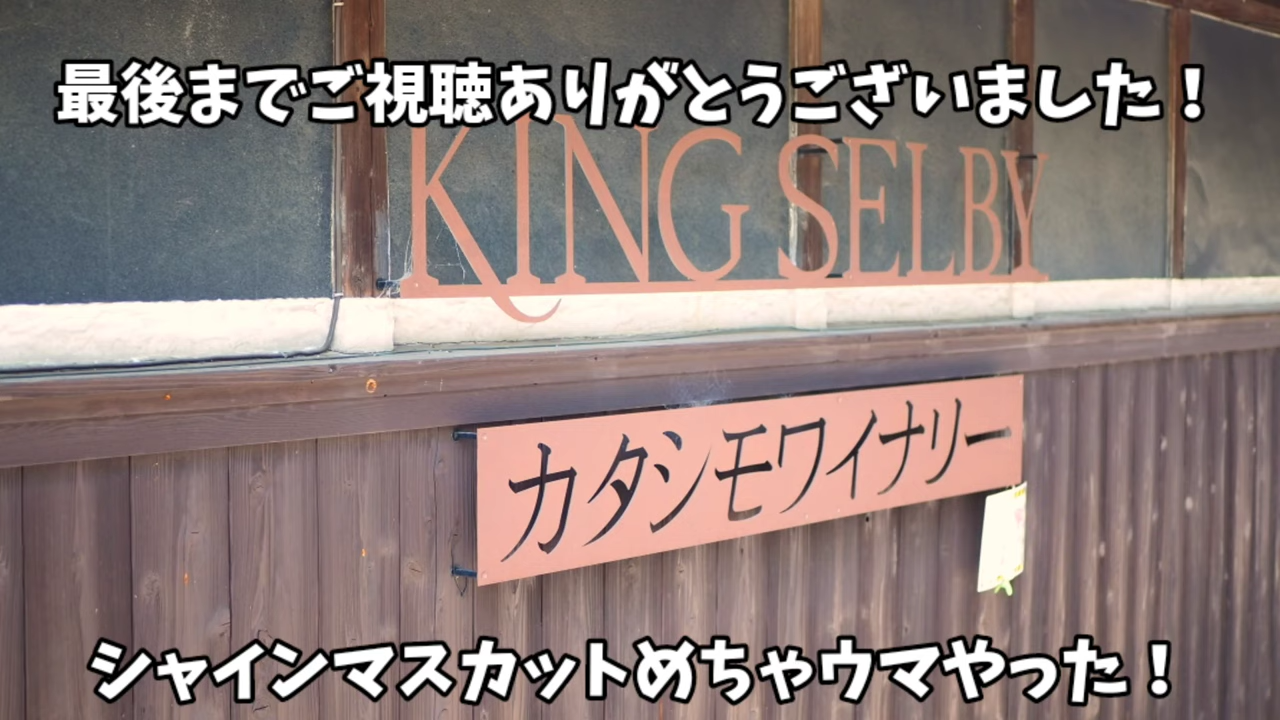 最後までご視聴ありがとうございました！
KING SELBY
カタシモワイナリー
シャインマスカットめちゃウマやった！